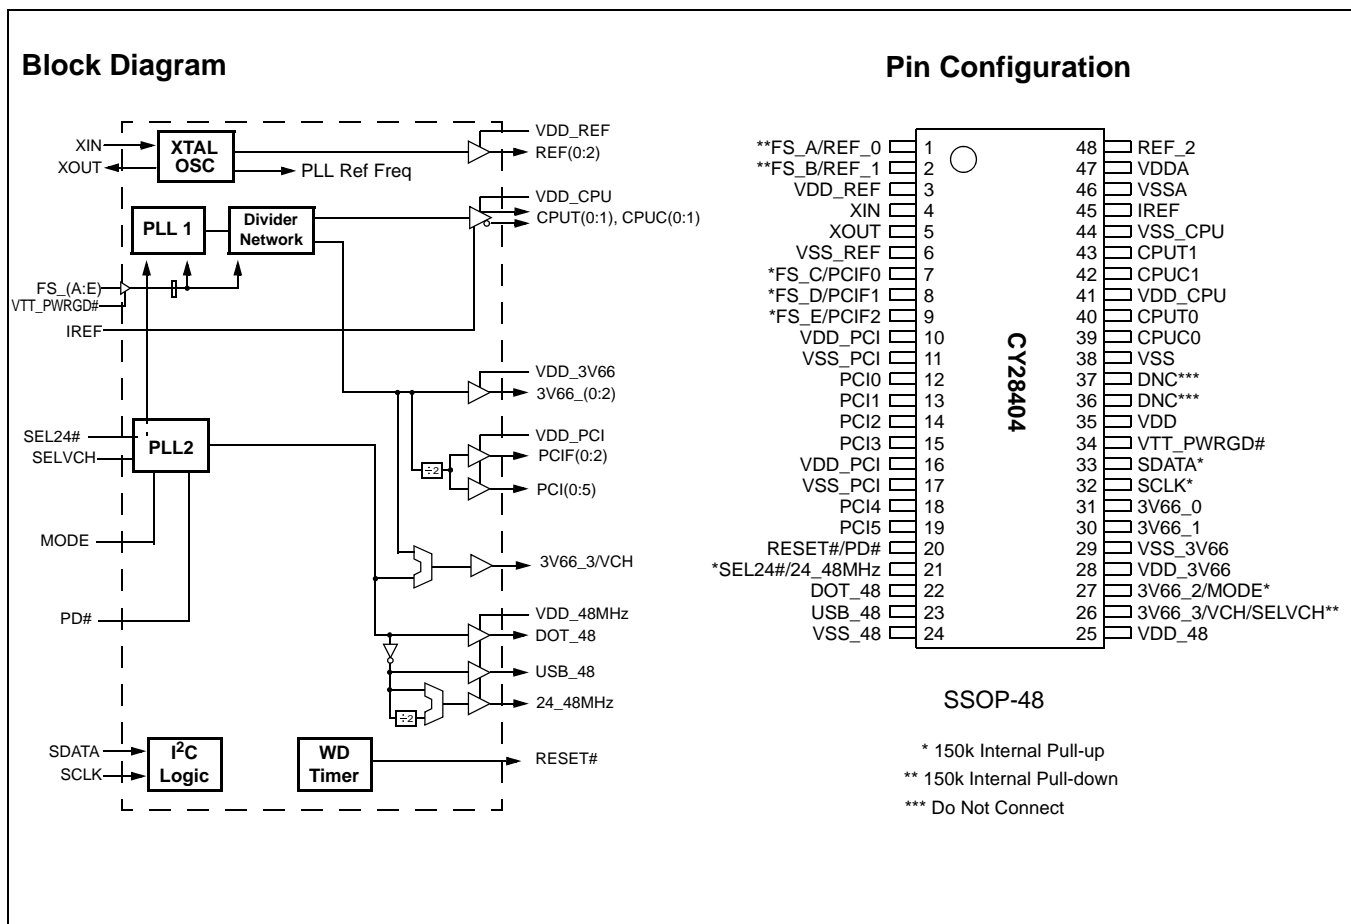 Block Diagram
XIN
XOUT
XTAL
OSC
VDD_REF
REF(0:2)
PLL Ref Freq
PLL 1
Divider
Network
VDD_CPU
CPUT(0:1), CPUC(0:1)
FS_(A:E)
VTT_PWRGD#
IREF
VDD_3V66
3V66_(0:2)
SEL24#
SELVCH
PLL2
VDD_PCI
PCIF(0:2)
÷2
PCI(0:5)
MODE
3V66_3/VCH
PD#
VDD_48MHz
DOT_48
USB_48
÷2
24_48MHz
SDATA
SCLK
I2C
Logic
WD
Timer
RESET#
Pin Configuration
**FS_A/REF_0 1
**FS_B/REF_1 2
VDD_REF 3
XIN 4
XOUT 5
VSS_REF 6
*FS_C/PCIF0 7
*FS_D/PCIF1 8
*FS_E/PCIF2 9
VDD_PCI 10
VSS_PCI 11
PCI0 12
PCI1 13
PCI2 14
PCI3 15
VDD_PCI 16
VSS_PCI 17
PCI4 18
PCI5 19
RESET#/PD# 20
*SEL24#/24_48MHz 21
DOT_48 22
USB_48 23
VSS_48 24
CY28404
48 REF_2
47 VDDA
46 VSSA
45 IREF
44 VSS_CPU
43 CPUT1
42 CPUC1
41 VDD_CPU
40 CPUT0
39 CPUC0
38 VSS
37 DNC***
36 DNC***
35 VDD
34 VTT_PWRGD#
33 SDATA*
32 SCLK*
31 3V66_0
30 3V66_1
29 VSS_3V66
28 VDD_3V66
27 3V66_2/MODE*
26 3V66_3/VCH/SELVCH**
25 VDD_48
SSOP-48
* 150k Internal Pull-up
** 150k Internal Pull-down
*** Do Not Connect